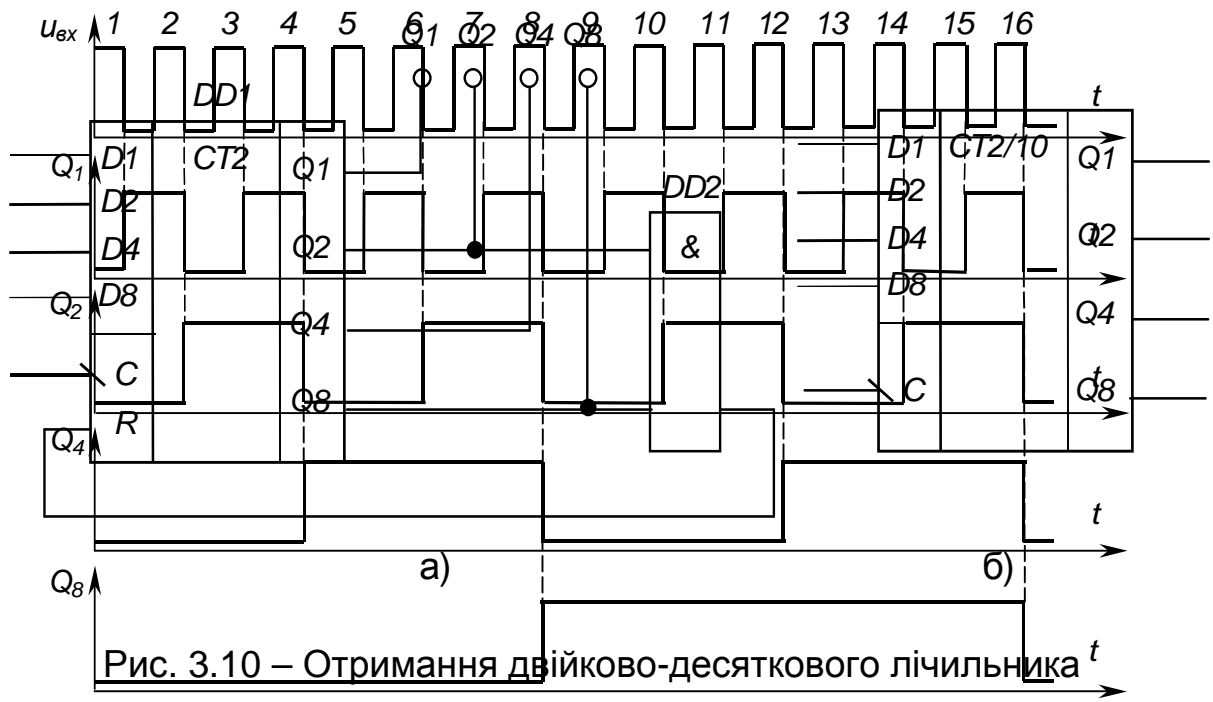 uвх 1 2 3 4 5 6 7 8 9 10 11 12 13 14 15 16
Q1 Q2 Q4 Q8
DD1 t
Q1 D1 CT2 Q1 D1 CT2/10 Q1
D2 DD2 D2
D4 Q2 & D4 Q2 t
Q2 D8 Q4 D8 Q4
C Q8 C Q8 t
R
Q4
t
а) б)
Q8
Рис. 3.10 – Отримання двійково-десяткового лічильника t